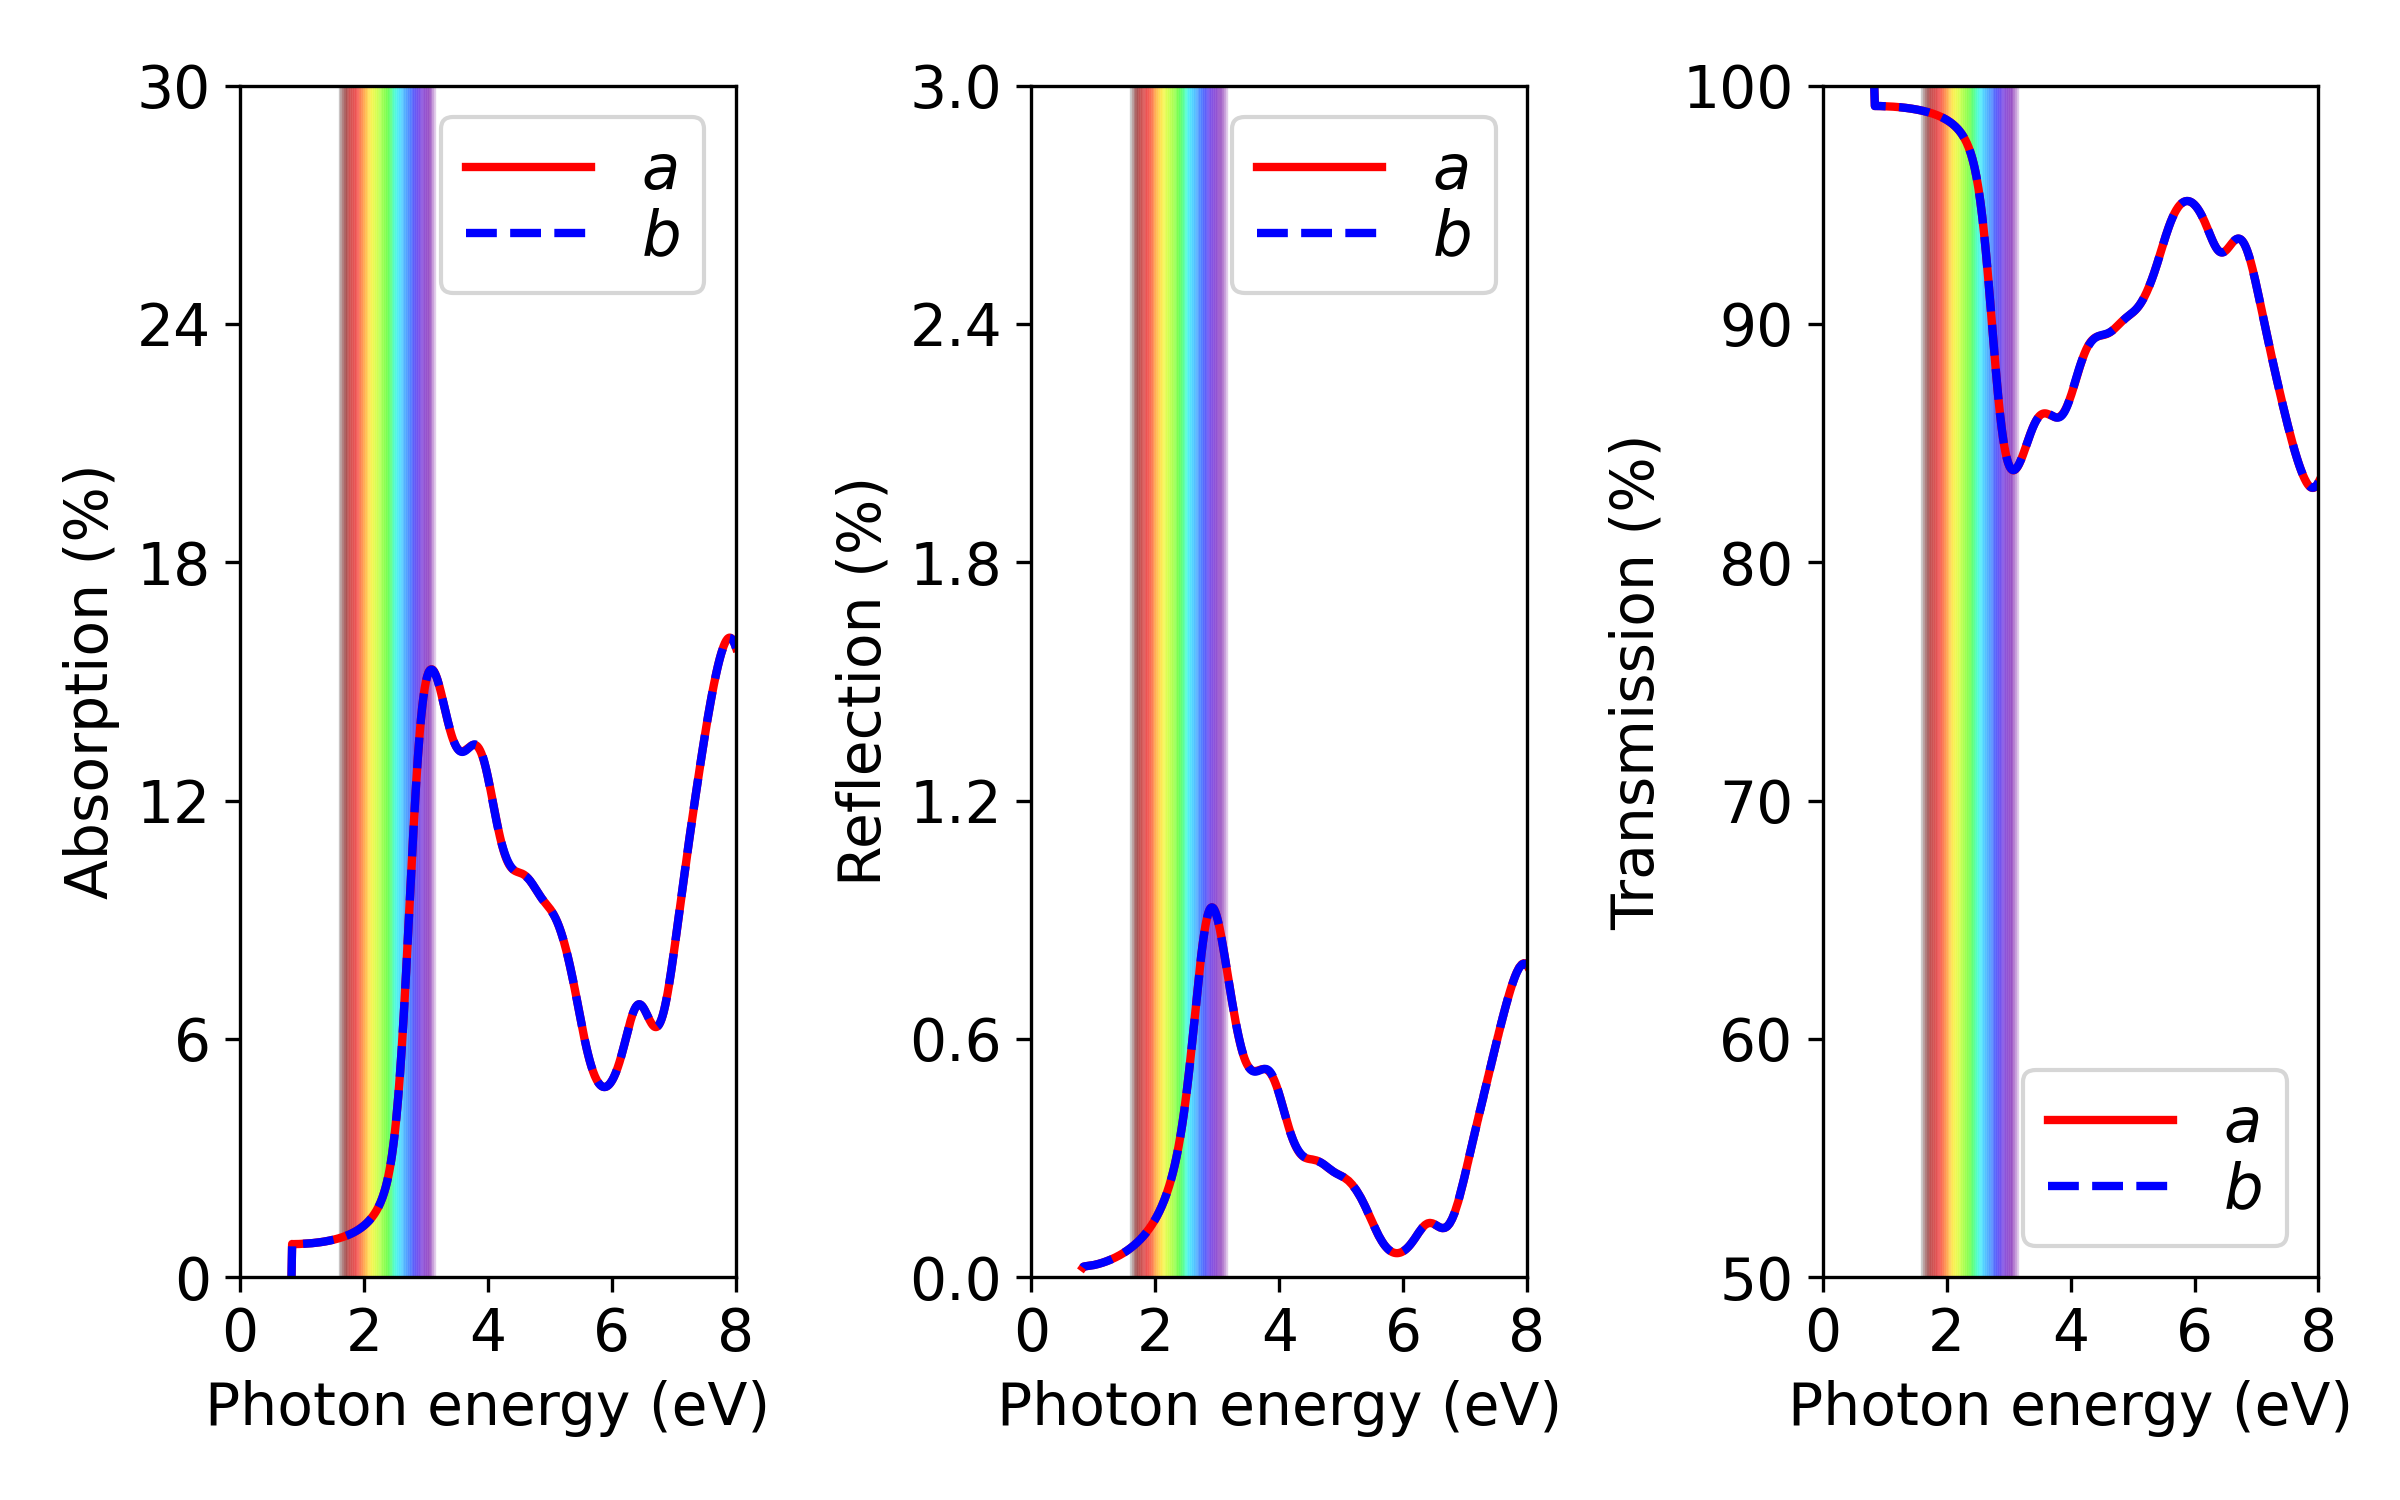 Absorption (%)
30
24
18
12
6
0
0 2 4 6 8
Photon energy (eV)
a
b
Reflection (%)
3.0
2.4
1.8
1.2
0.6
0.0
0 2 4 6 8
Photon energy (eV)
a
b
Transmission (%)
100
90
80
70
60
50
0 2 4 6 8
Photon energy (eV)
a
b